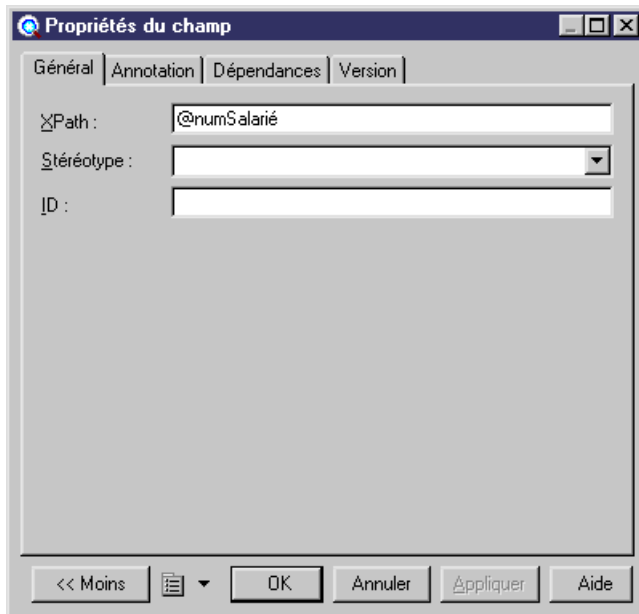 Propriétés du champ
Général Annotation Dépendances Version
XPath : @numSalarié
Stéréotype :
ID :
<< Moins OK Annuler Appliquer Aide